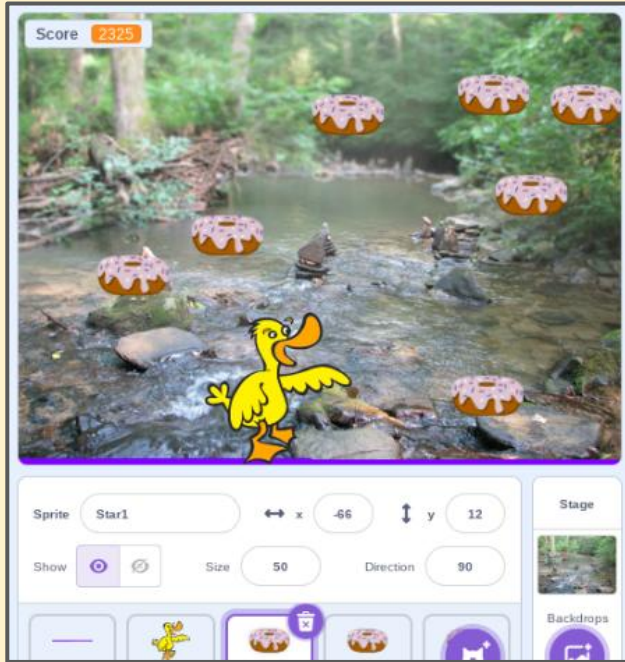 Score 2325
Sprite Star1 x -66 y 12
Show Size 50 Direction 90
Stage
Backdrops